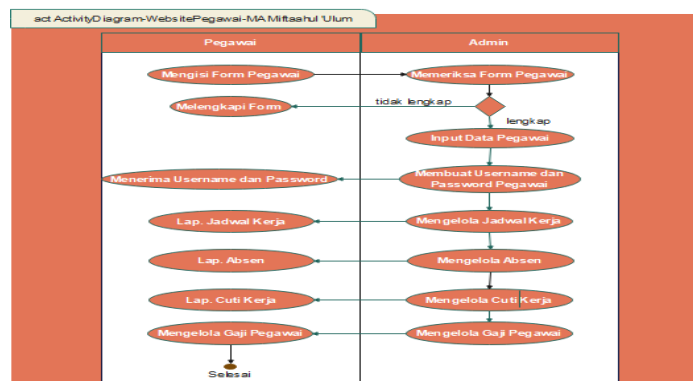 act ActivityDiagram-WebsitePegawai-MA Miftaahul 'Ulum
Pegawai
Admin
Mengisi Form Pegawai
Memeriksa Form Pegawai
Melengkapi Form
tidak lengkap
lengkap
Input Data Pegawai
Menerima Username dan Password
Membuat Username dan
Password Pegawai
Lap. Jadwal Kerja
Mengelola Jadwal Kerja
Lap. Absen
Mengelola Absen
Lap. Cuti Kerja
Mengelola Cuti Kerja
Mengelola Gaji Pegawai
Mengelola Gaji Pegawai
Selesai